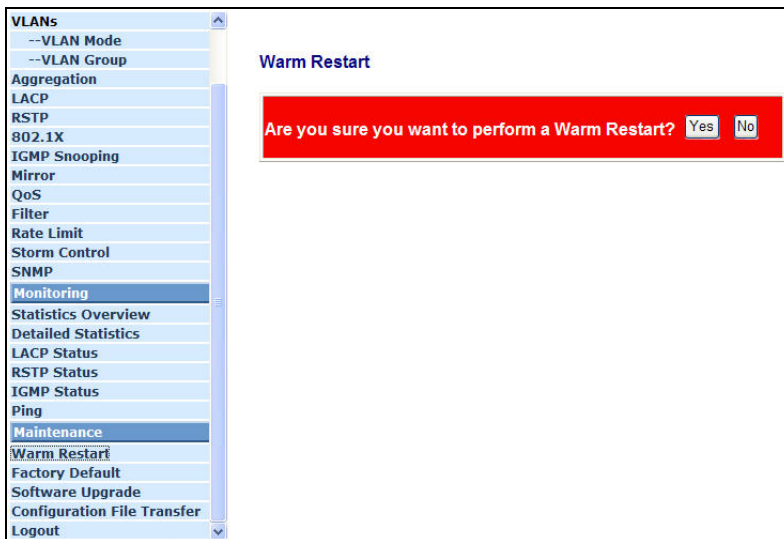 VLANs
--VLAN Mode
--VLAN Group
Aggregation
LACP
RSTP
802.1X
IGMP Snooping
Mirror
QoS
Filter
Rate Limit
Storm Control
SNMP
Monitoring
Statistics Overview
Detailed Statistics
LACP Status
RSTP Status
IGMP Status
Ping
Maintenance
Warm Restart
Factory Default
Software Upgrade
Configuration File Transfer
Logout
Warm Restart
Are you sure you want to perform a Warm Restart? Yes No